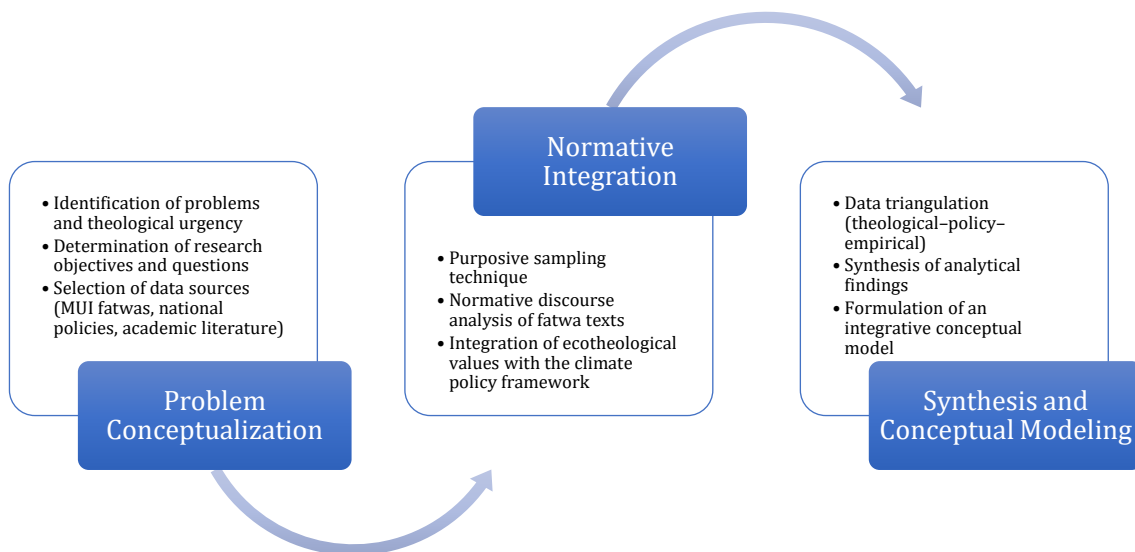 • Identification of problems
and theological urgency
• Determination of research
objectives and questions
• Selection of data sources
(MUI fatwas, national
policies, academic literature)
Problem
Conceptualization
Normative
Integration
• Purposive sampling
technique
• Normative discourse
analysis of fatwa texts
• Integration of ecotheological
values with the climate
policy framework
• Data triangulation
(theological–policy–
empirical)
• Synthesis of analytical
findings
• Formulation of an
integrative conceptual
model
Synthesis and
Conceptual Modeling